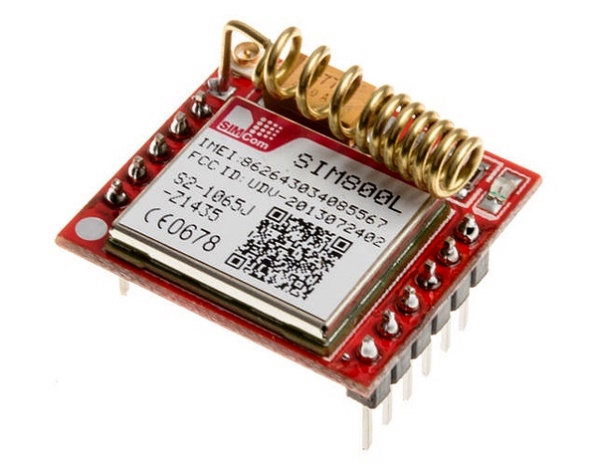 SIMCom
SIM800L
IMEI:862643034085567
FCC ID:UDV-2013072402
S2-1065J
-Z1435
CE0678